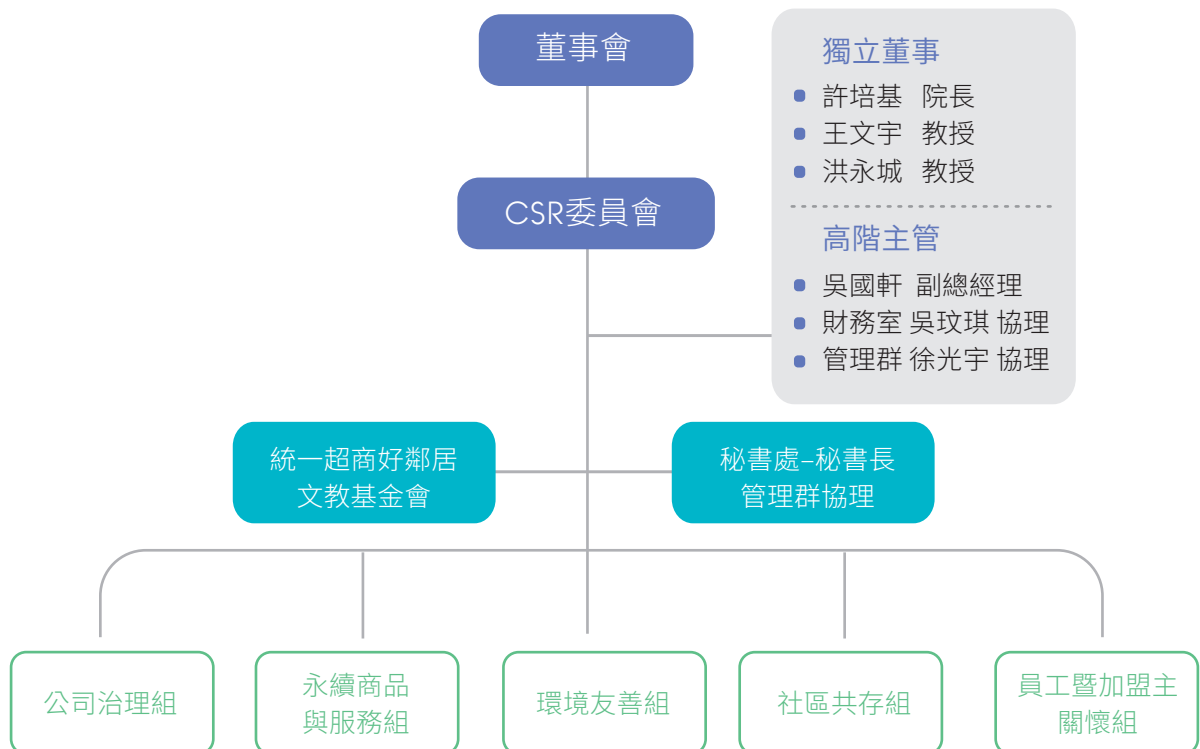 董事會
CSR委員會
獨立董事
許培基 院長
王文宇 教授
洪永城 教授
高階主管
吳國軒 副總經理
財務室 吳玟琪 協理
管理群 徐光宇 協理
統一超商好鄰居
文教基金會
秘書處-秘書長
管理群協理
公司治理組
永續商品
與服務組
環境友善組
社區共存組
員工暨加盟主
關懷組